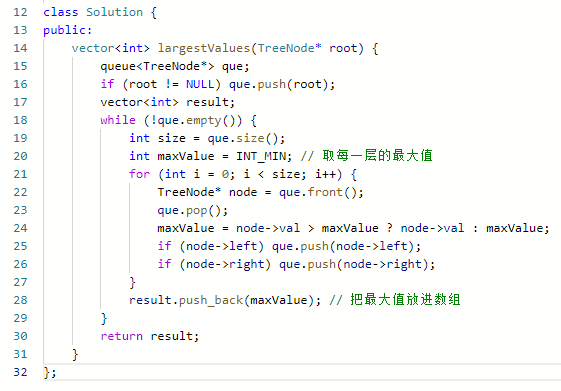 12 class Solution {
13 public:
14     vector<int> largestValues(TreeNode* root) {
15         queue<TreeNode*> que;
16         if (root != NULL) que.push(root);
17         vector<int> result;
18         while (!que.empty()) {
19             int size = que.size();
20             int maxValue = INT_MIN; // 取每一层的最大值
21             for (int i = 0; i < size; i++) {
22                 TreeNode* node = que.front();
23                 que.pop();
24                 maxValue = node->val > maxValue ? node->val : maxValue;
25                 if (node->left) que.push(node->left);
26                 if (node->right) que.push(node->right);
27             }
28             result.push_back(maxValue); // 把最大值放进数组
29         }
30         return result;
31     }
32 };